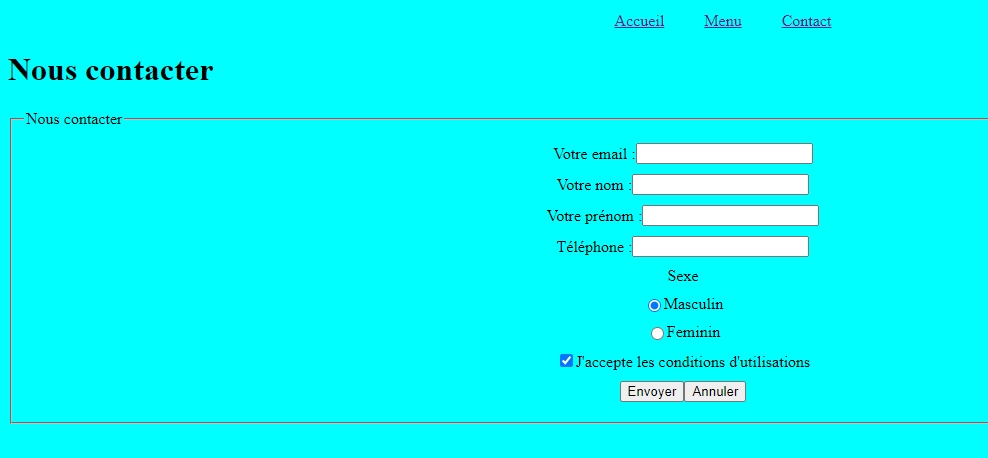 Accueil Menu Contact
Nous contacter
Nous contacter
Votre email :
Votre nom :
Votre prénom :
Téléphone :
Sexe
Masculin
Feminin
J'accepte les conditions d'utilisations
Envoyer Annuler